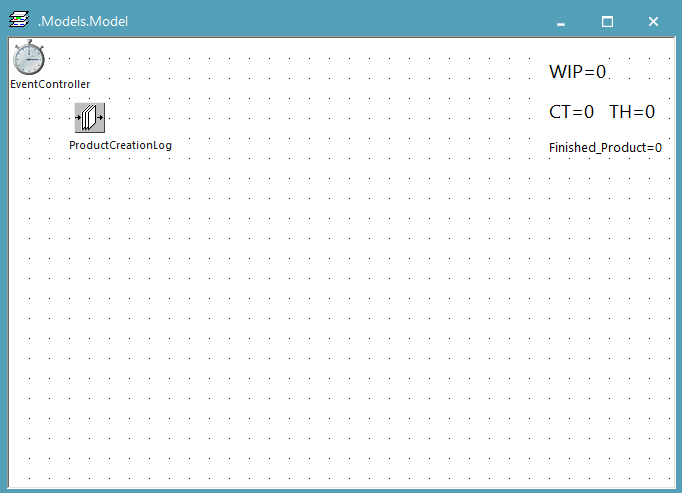 .Models.Model
EventController
WIP=0
CT=0 TH=0
ProductCreationLog
Finished_Product=0